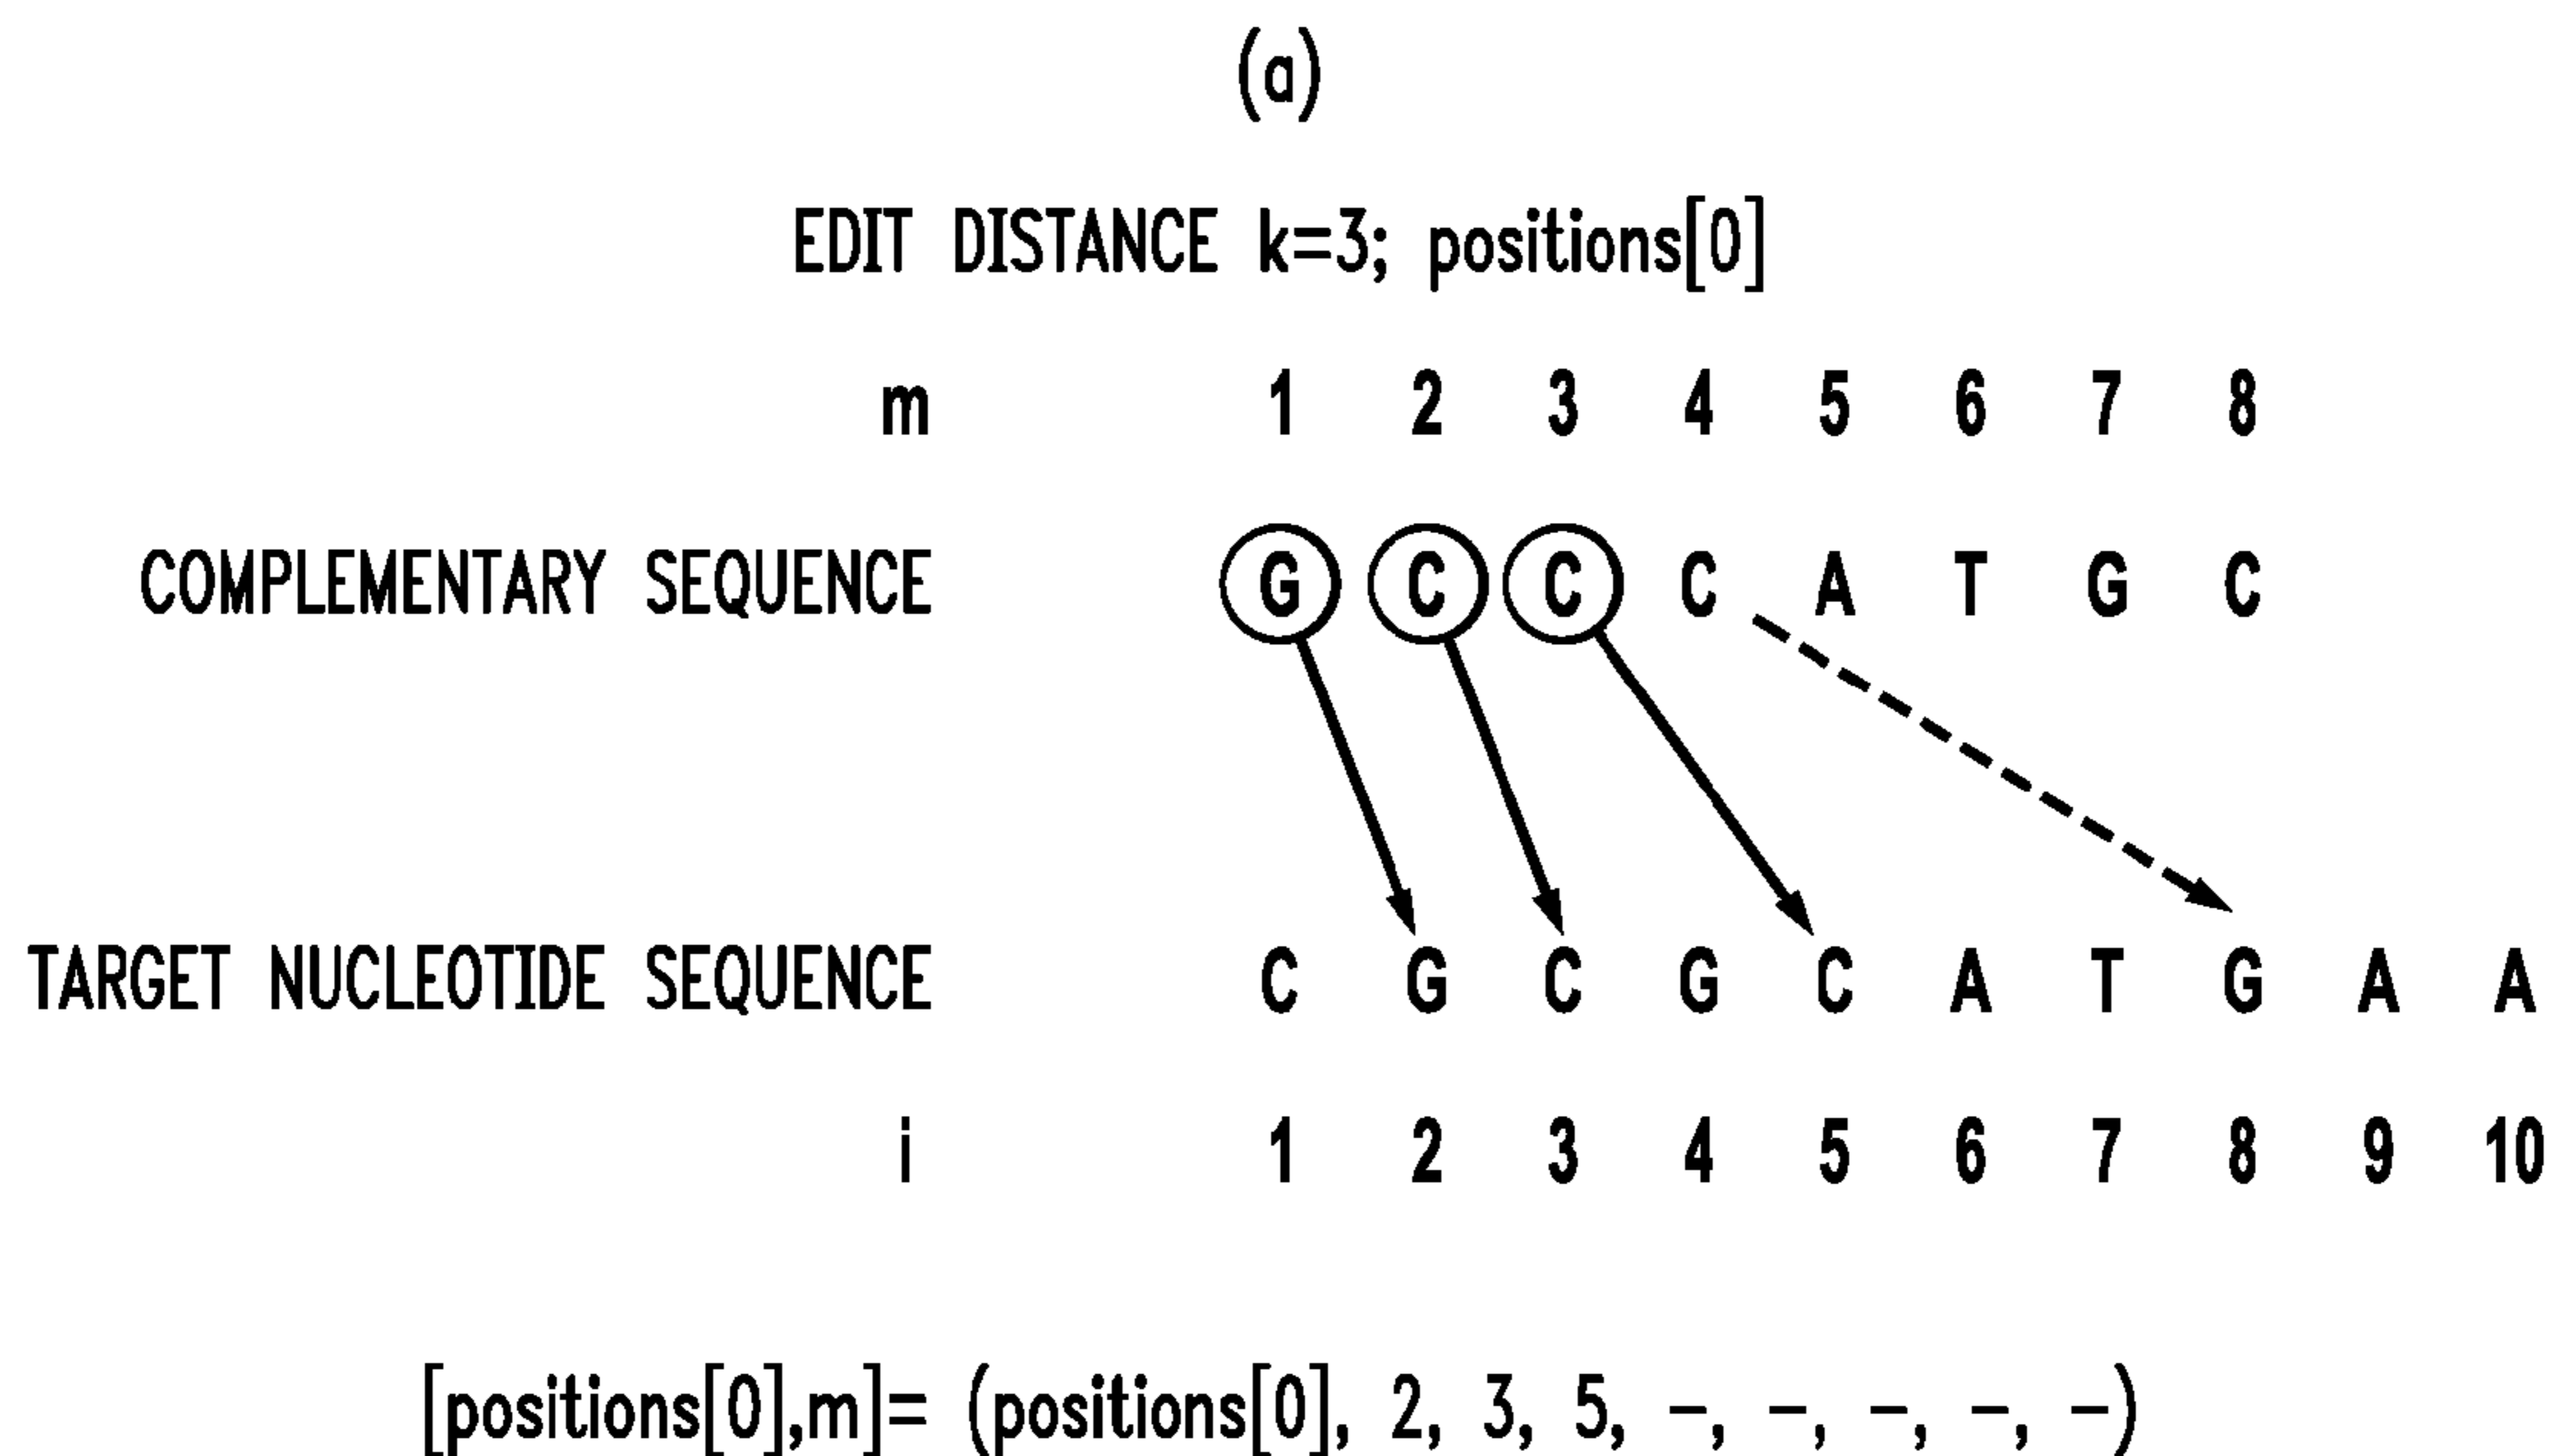 (a)
EDIT DISTANCE k=3; positions[0]
m 1 2 3 4 5 6 7 8
COMPLEMENTARY SEQUENCE G C C C A T G C
TARGET NUCLEOTIDE SEQUENCE C G C G C A T G A A
i 1 2 3 4 5 6 7 8 9 10
[positions[0],m]= (positions[0], 2, 3, 5, –, –, –, –, –)